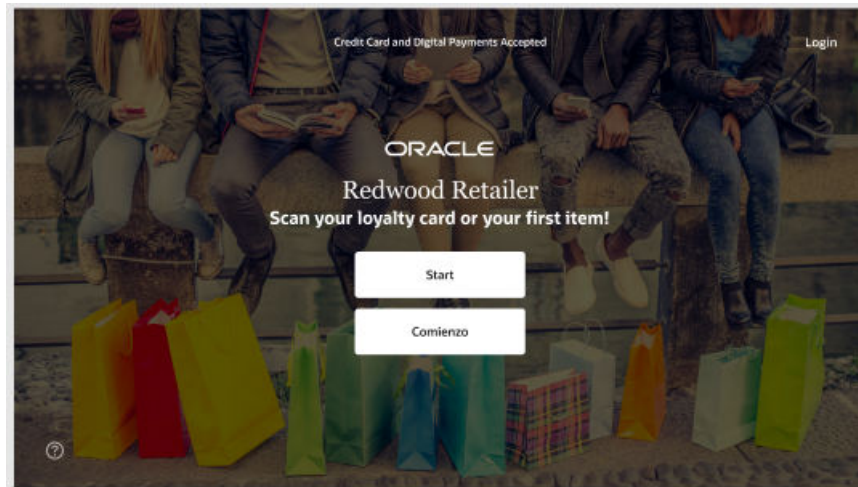 Credit Card and Digital Payments Accepted
Login
ORACLE
Redwood Retailer
Scan your loyalty card or your first item!
Start
Comienzo
?